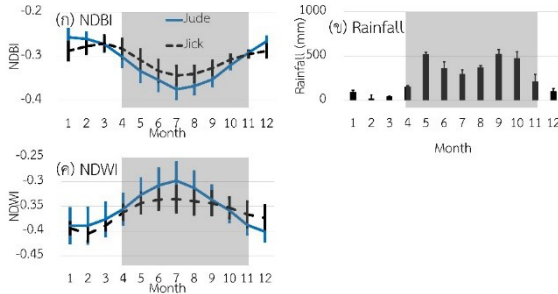 (ก) NDBI
Jude
Jick
NDBI
-0.2
-0.3
-0.4
1 2 3 4 5 6 7 8 9 10 11 12
Month
(ข) Rainfall
Rainfall (mm)
1000
500
0
1 2 3 4 5 6 7 8 9 10 11 12
Month
(ค) NDWI
NDWI
-0.25
-0.3
-0.35
-0.4
-0.45
1 2 3 4 5 6 7 8 9 10 11 12
Month